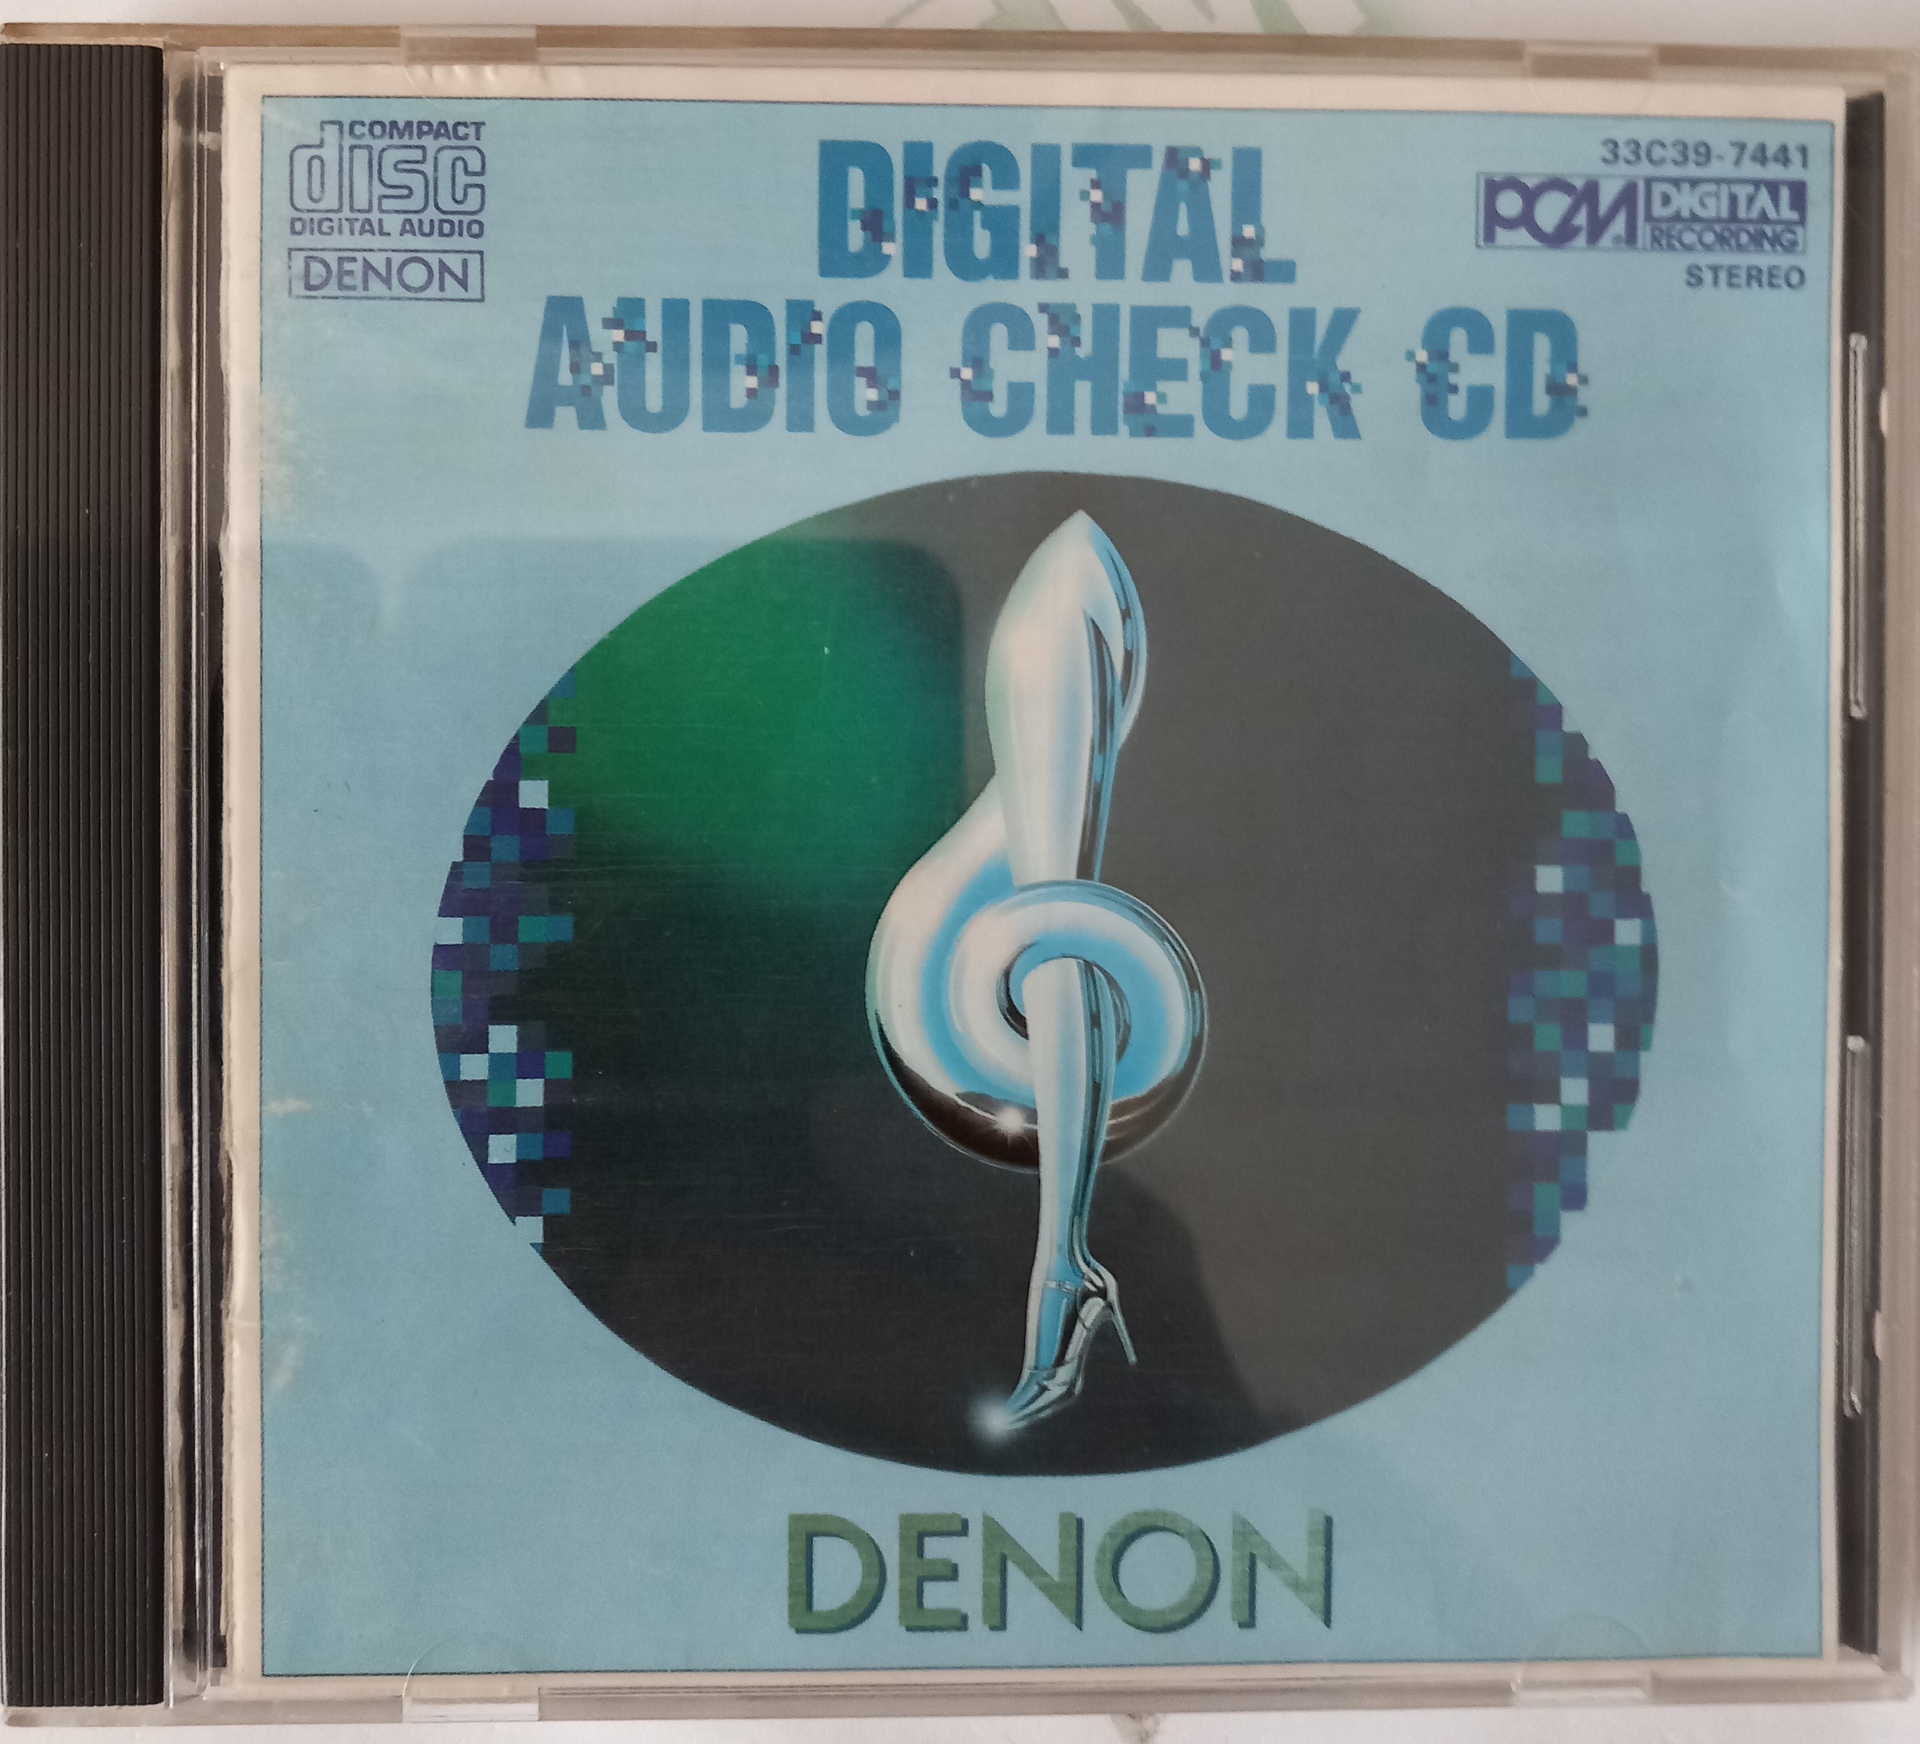 COMPACT
disc
DIGITAL AUDIO
DENON
DIGITAL
AUDIO CHECK CD
33C39-7441
PCM DIGITAL
RECORDING
STEREO
DENON